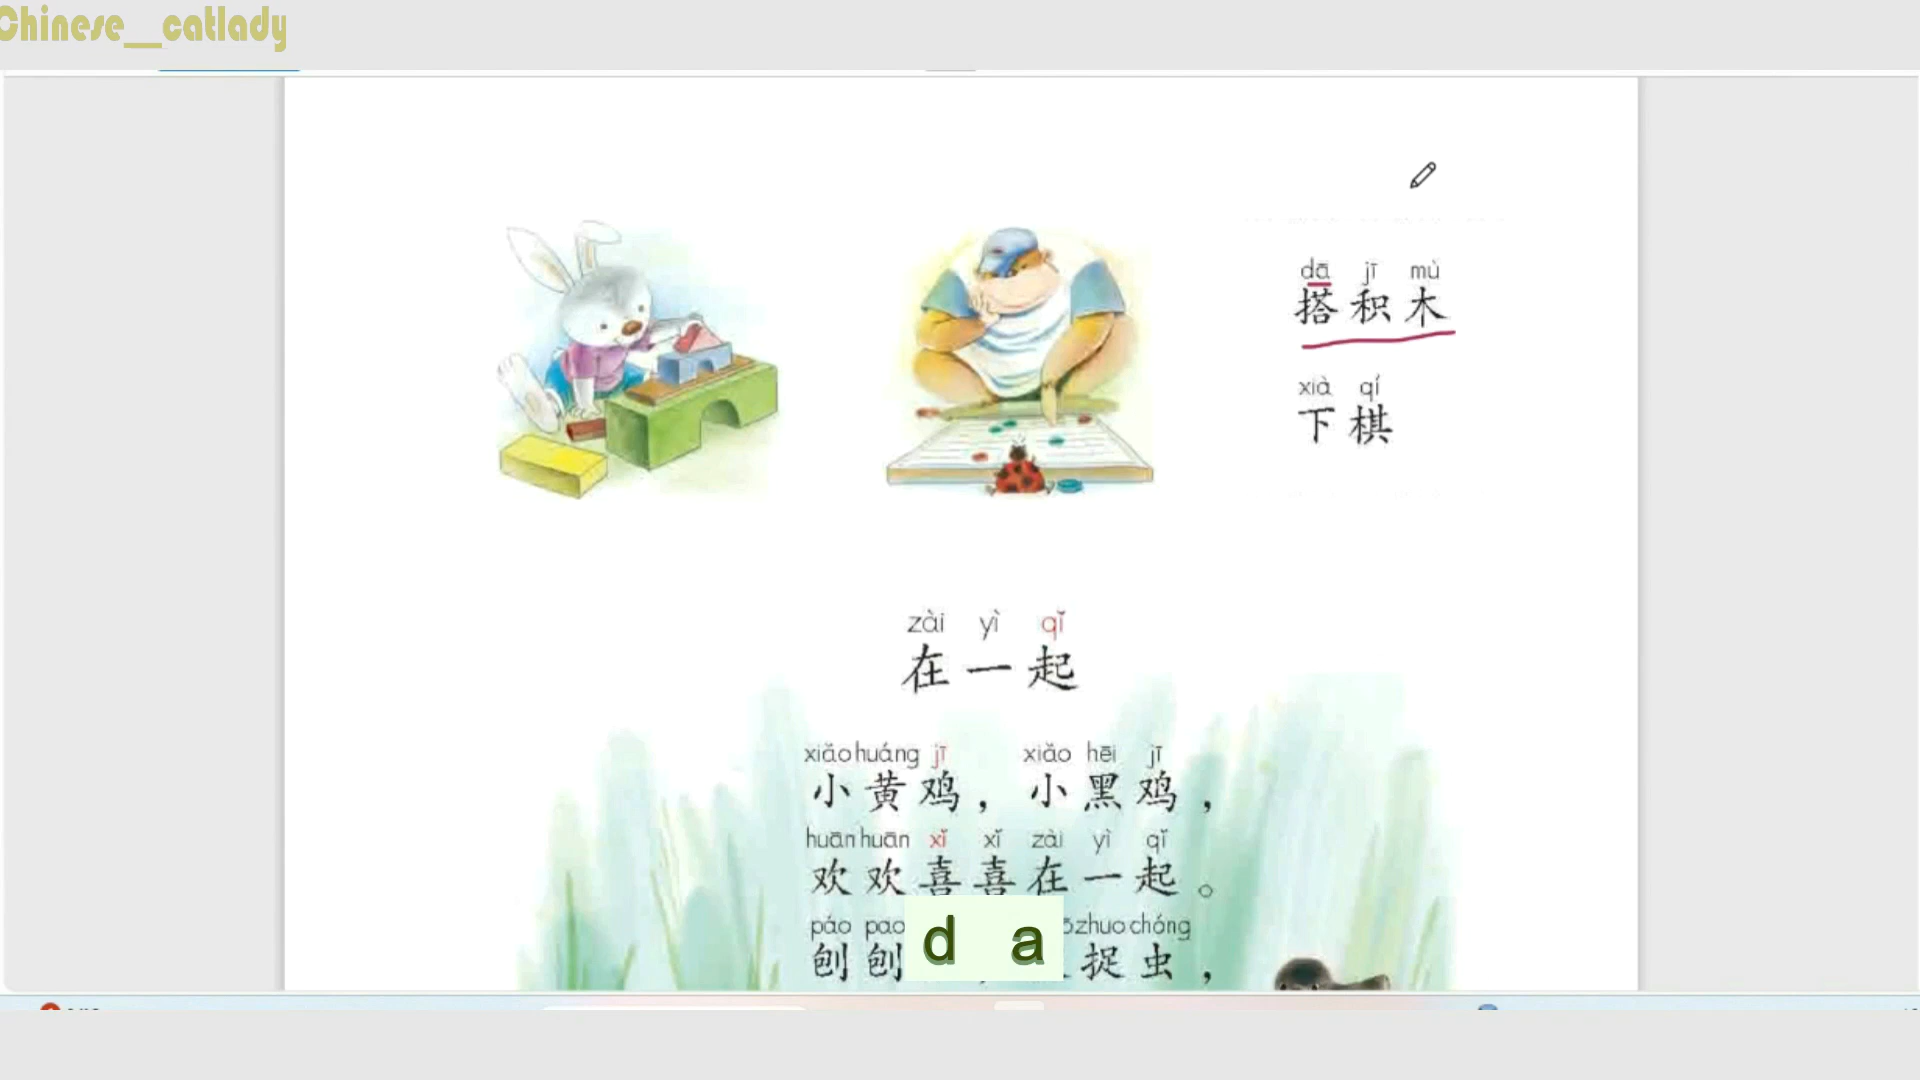 Chinese_catlady
dā jī mù
搭积木
xià qí
下棋
zài yì qǐ
在一起
xiǎo huáng jī xiǎo hēi jī
小黄鸡，小黑鸡，
huān huān xǐ xǐ zài yì qǐ
欢欢喜喜在一起。
páo pao zhuo chóng
刨刨 捉虫，
d a